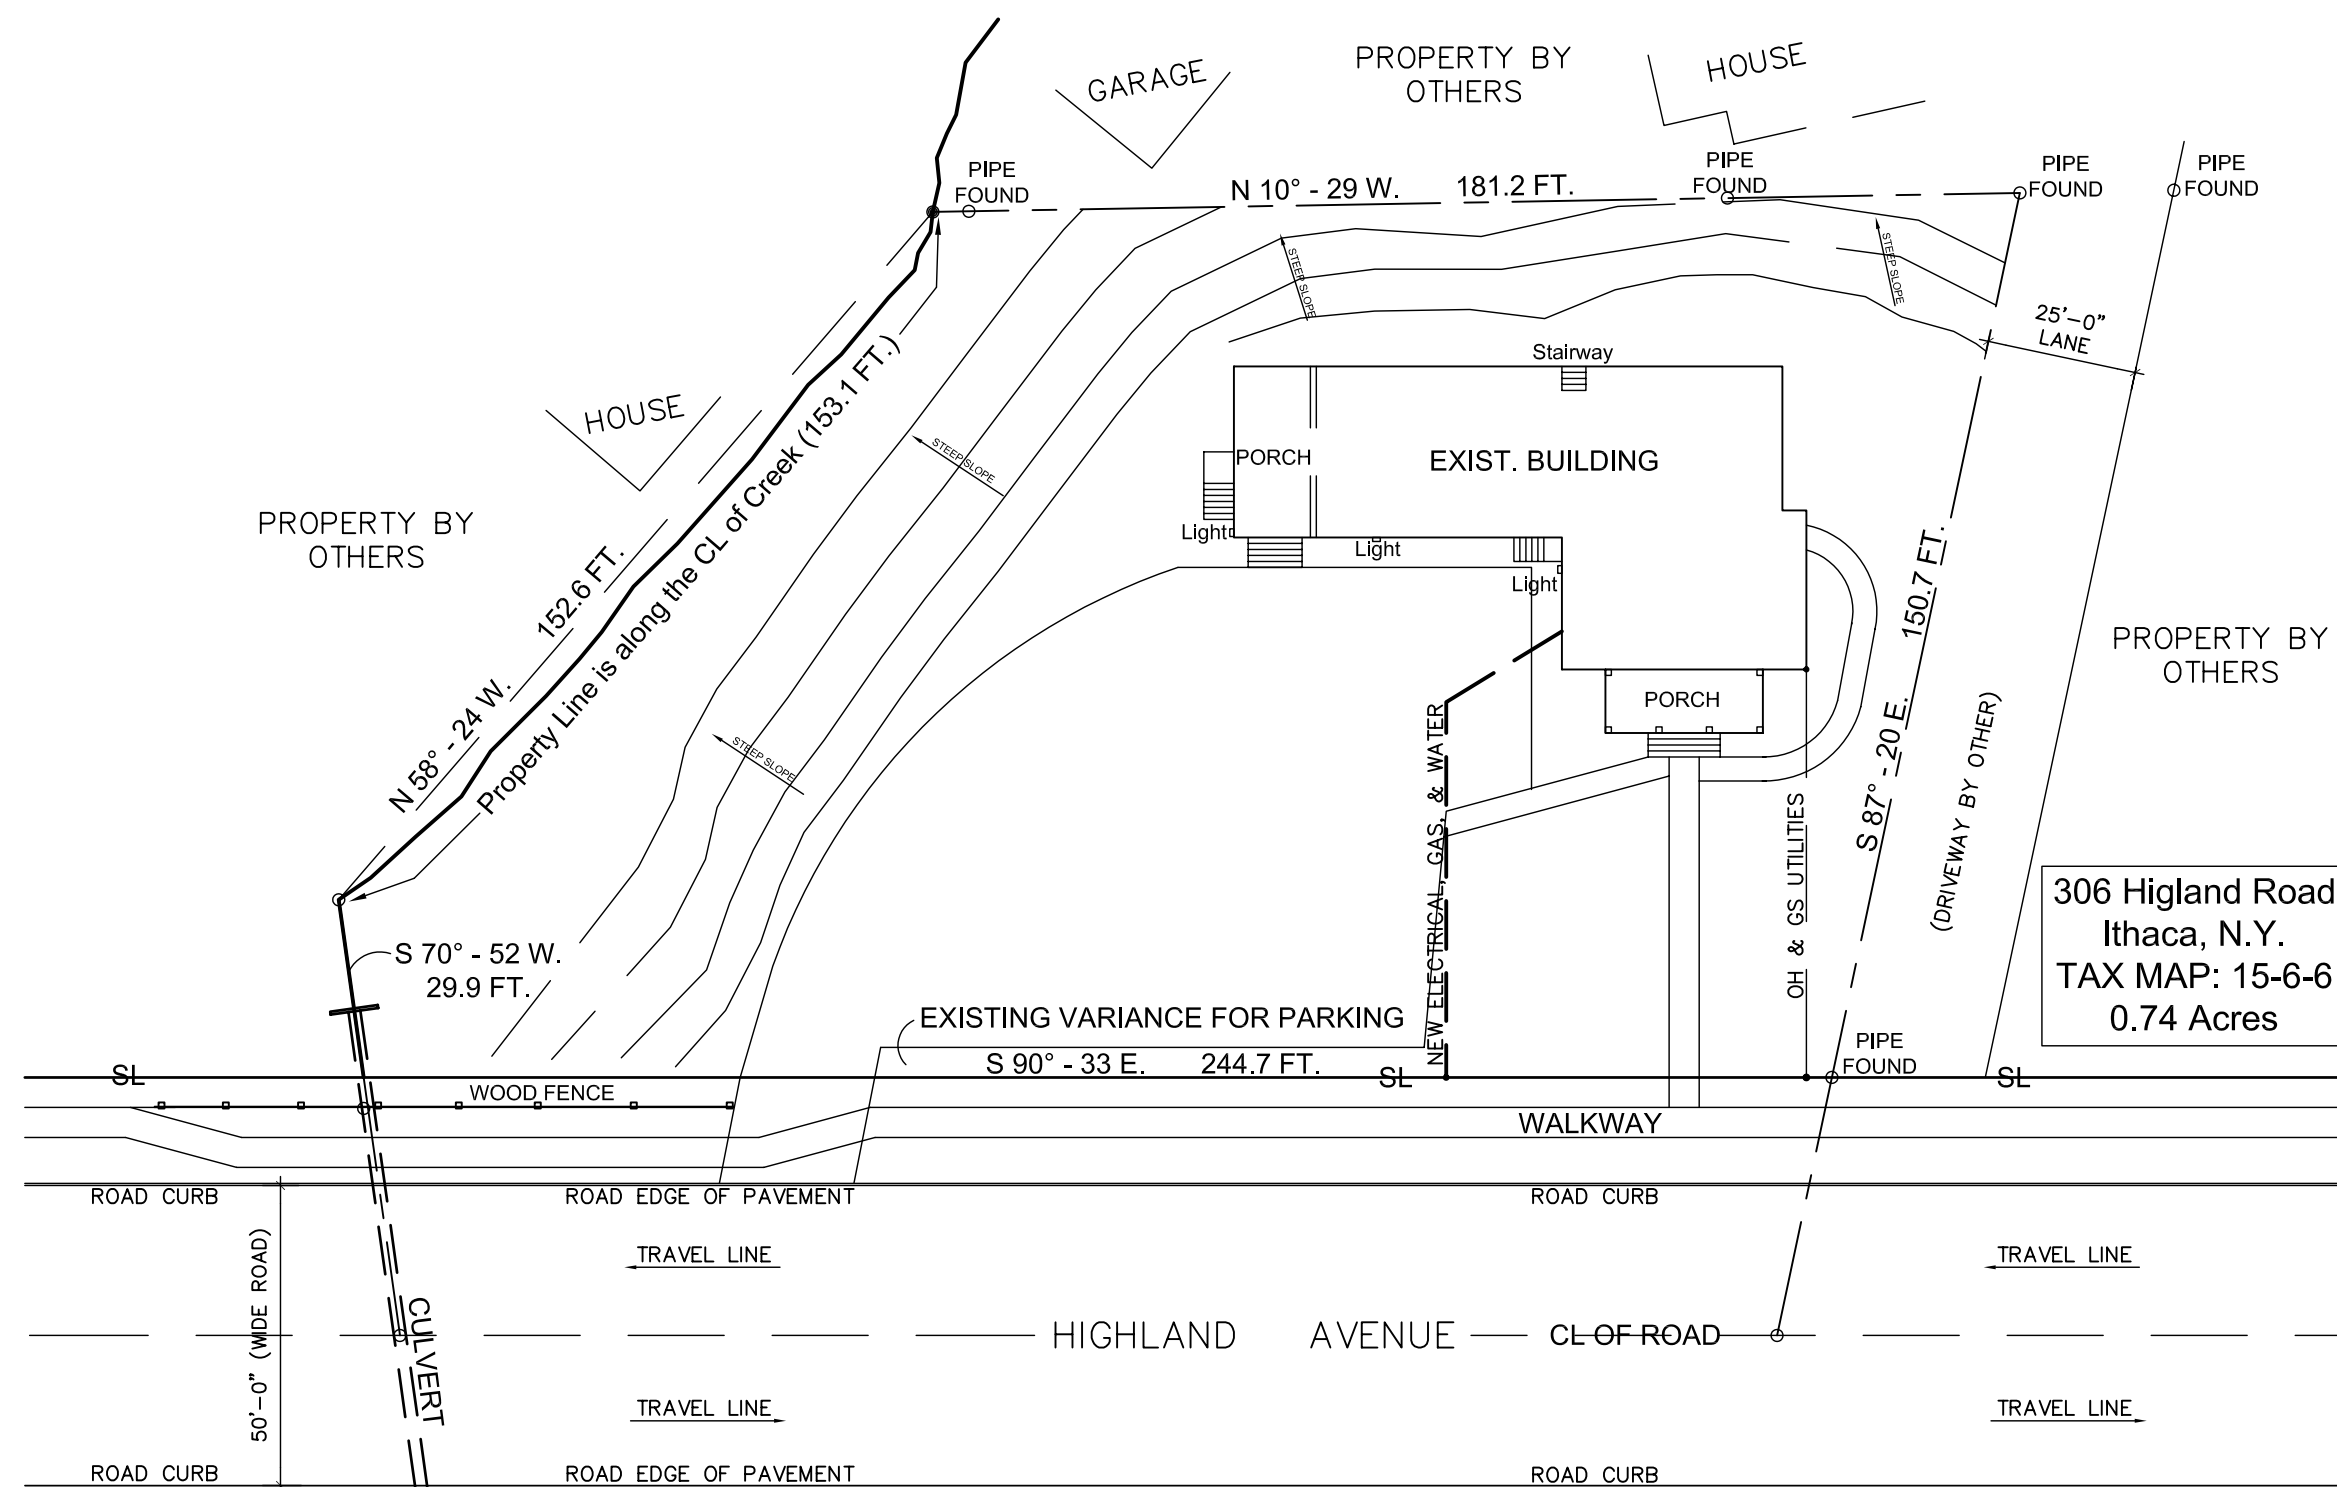 PROPERTY BY
OTHERS
HOUSE
GARAGE
PIPE
FOUND
PIPE
FOUND
PIPE
FOUND
PIPE
FOUND
N 10° - 29 W. 181.2 FT.
STEEP SLOPE
STEEP SLOPE
25'-0"
LANE
Stairway
HOUSE
PORCH
EXIST. BUILDING
STEEP SLOPE
PROPERTY BY
OTHERS
Light
Light
Light
N 58° - 24 W. 152.6 FT.
Property Line is along the CL of Creek (153.1 FT.)
STEEP SLOPE
PORCH
S 87° - 20 E. 150.7 FT.
PROPERTY BY
OTHERS
(DRIVEWAY BY OTHER)
NEW ELECTRICAL, GAS, & WATER
OH & GS UTILITIES
306 Higland Road
Ithaca, N.Y.
TAX MAP: 15-6-6
0.74 Acres
S 70° - 52 W.
29.9 FT.
EXISTING VARIANCE FOR PARKING
S 90° - 33 E. 244.7 FT.
PIPE
FOUND
SL
SL
SL
WOOD FENCE
WALKWAY
ROAD CURB
ROAD EDGE OF PAVEMENT
ROAD CURB
50'-0" (WIDE ROAD)
TRAVEL LINE
TRAVEL LINE
CULVERT
HIGHLAND AVENUE
CL OF ROAD
TRAVEL LINE
TRAVEL LINE
ROAD CURB
ROAD EDGE OF PAVEMENT
ROAD CURB